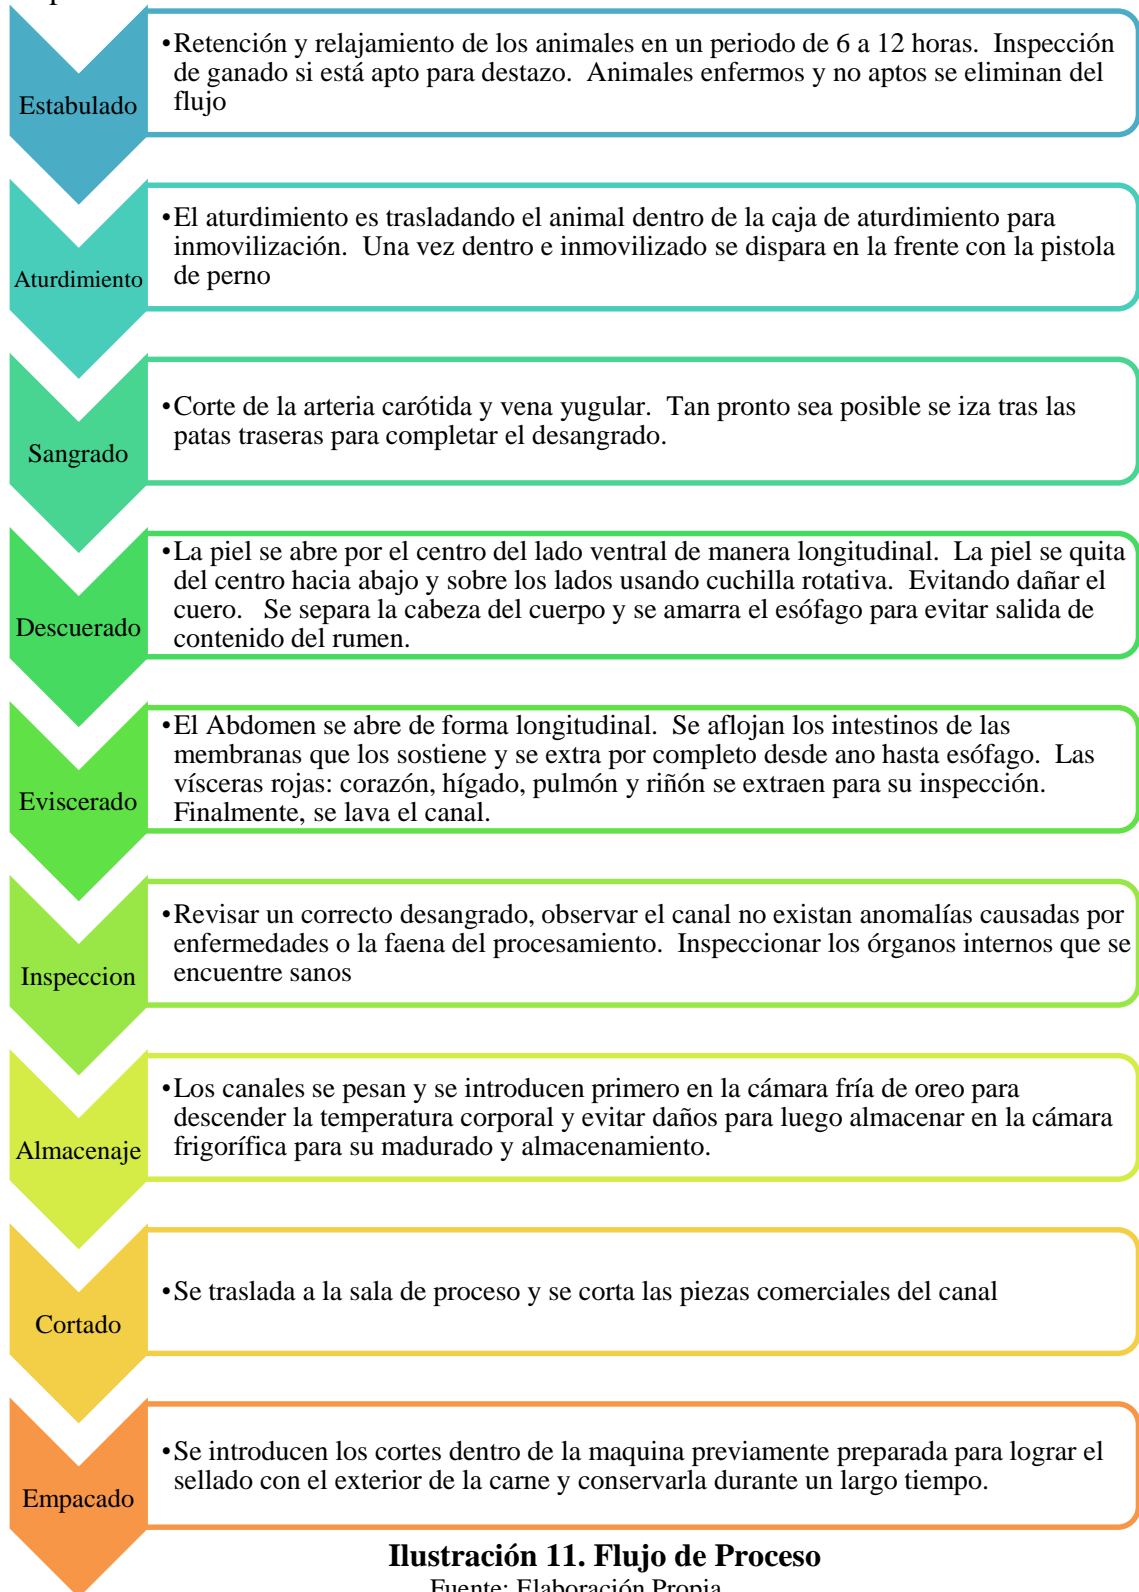 Estabulado
•Retención y relajamiento de los animales en un periodo de 6 a 12 horas. Inspección
de ganado si está apto para destazo. Animales enfermos y no aptos se eliminan del
flujo
Aturdimiento
•El aturdimiento es trasladando el animal dentro de la caja de aturdimiento para
inmovilización. Una vez dentro e inmovilizado se dispara en la frente con la pistola
de perno
Sangrado
•Corte de la arteria carótida y vena yugular. Tan pronto sea posible se iza tras las
patas traseras para completar el desangrado.
Descuerado
•La piel se abre por el centro del lado ventral de manera longitudinal. La piel se quita
del centro hacia abajo y sobre los lados usando cuchilla rotativa. Evitando dañar el
cuero. Se separa la cabeza del cuerpo y se amarra el esófago para evitar salida de
contenido del rumen.
Eviscerado
•El Abdomen se abre de forma longitudinal. Se aflojan los intestinos de las
membranas que los sostiene y se extra por completo desde ano hasta esófago. Las
vísceras rojas: corazón, hígado, pulmón y riñón se extraen para su inspección.
Finalmente, se lava el canal.
Inspeccion
•Revisar un correcto desangrado, observar el canal no existan anomalías causadas por
enfermedades o la faena del procesamiento. Inspeccionar los órganos internos que se
encuentre sanos
Almacenaje
•Los canales se pesan y se introducen primero en la cámara fría de oreo para
descender la temperatura corporal y evitar daños para luego almacenar en la cámara
frigorífica para su madurado y almacenamiento.
Cortado
•Se traslada a la sala de proceso y se corta las piezas comerciales del canal
Empacado
•Se introducen los cortes dentro de la maquina previamente preparada para lograr el
sellado con el exterior de la carne y conservarla durante un largo tiempo.
Ilustración 11. Flujo de Proceso
Fuente: Elaboración Propia